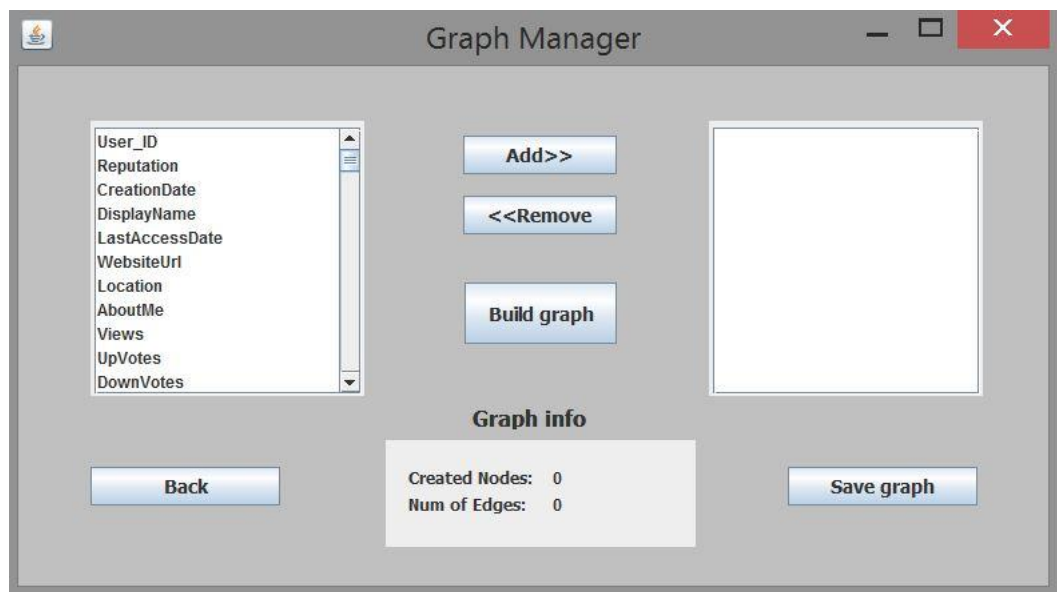 Graph Manager
User_ID
Reputation
CreationDate
DisplayName
LastAccessDate
WebsiteUrl
Location
AboutMe
Views
UpVotes
DownVotes
Add>>
<<Remove
Build graph
Graph info
Created Nodes: 0
Num of Edges: 0
Back
Save graph